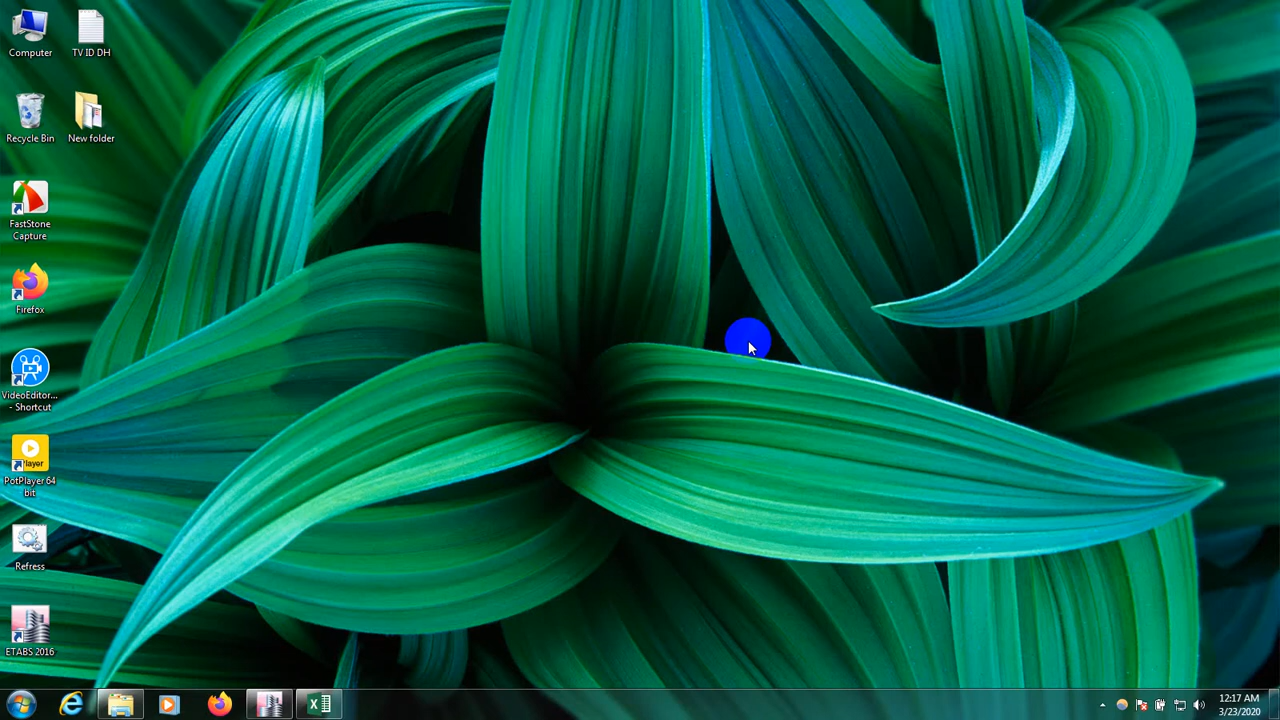 Computer
TV ID DH
Recycle Bin
New folder
FastStone
Capture
Firefox
VideoEditor...
- Shortcut
Player
PotPlayer 64
bit
Refress
ETABS 2016
12:17 AM
3/23/2020